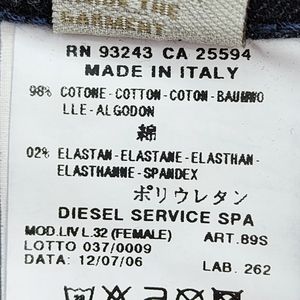 THE
GARMENT
RN 93243 CA 25594
MADE IN ITALY
98% COTONE-COTTON-COTON-BAUMWO
LLE-ALGODON
綿
02% ELASTAN-ELASTANE-ELASTHAN-
ELASTHANNE-SPANDEX
ポリウレタン
DIESEL SERVICE SPA
MOD.LIV L.32 (FEMALE) ART.89S
LOTTO 037/0009
DATA: 12/07/06 LAB. 262